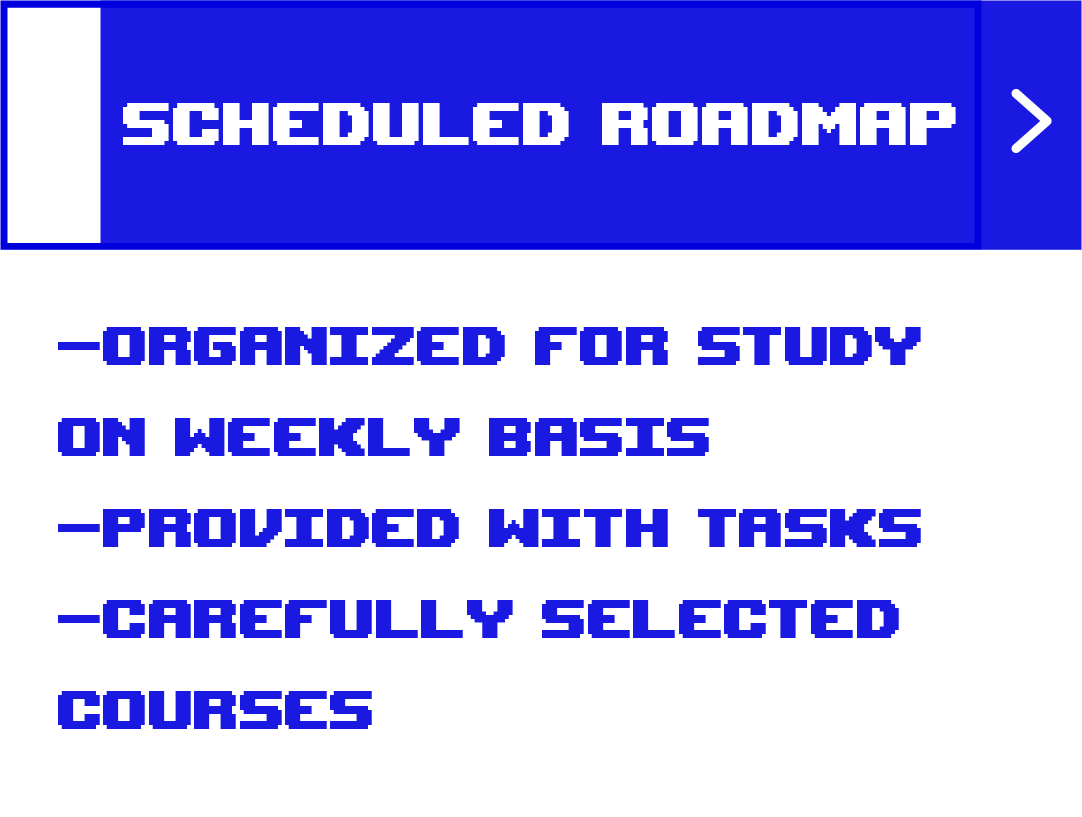 SCHEDULED ROADMAP
-ORGANIZED FOR STUDY
ON WEEKLY BASIS
-PROVIDED WITH TASKS
-CAREFULLY SELECTED
COURSES